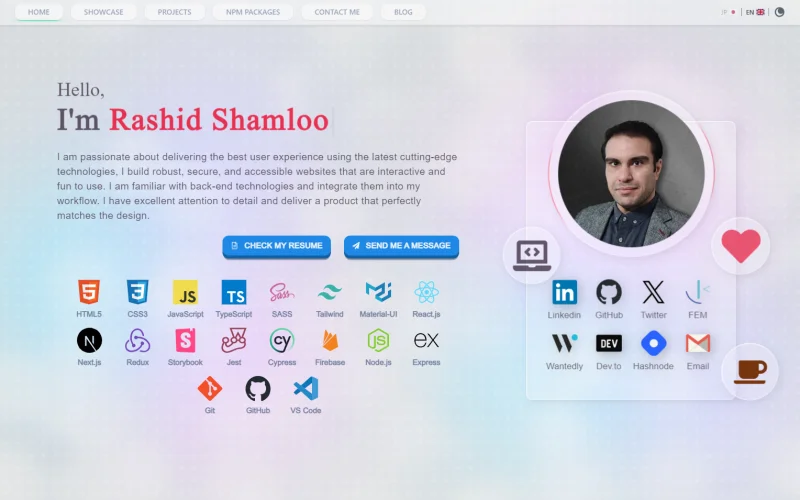 HOME SHOWCASE PROJECTS NPM PACKAGES CONTACT ME BLOG
EN
Hello,
I'm Rashid Shamloo
I am passionate about delivering the best user experience using the latest cutting-edge
technologies, I build robust, secure, and accessible websites that are interactive and
fun to use. I am familiar with back-end technologies and integrate them into my
workflow. I have excellent attention to detail and deliver a product that perfectly
matches the design.
CHECK MY RESUME SEND ME A MESSAGE
HTML5 CSS3 JavaScript TypeScript SASS Tailwind Material-UI React.js
Next.js Redux Storybook Jest Cypress Firebase Node.js Express
Git GitHub VS Code
Linkedin GitHub Twitter FEM
Wantedly Dev.to Hashnode Email